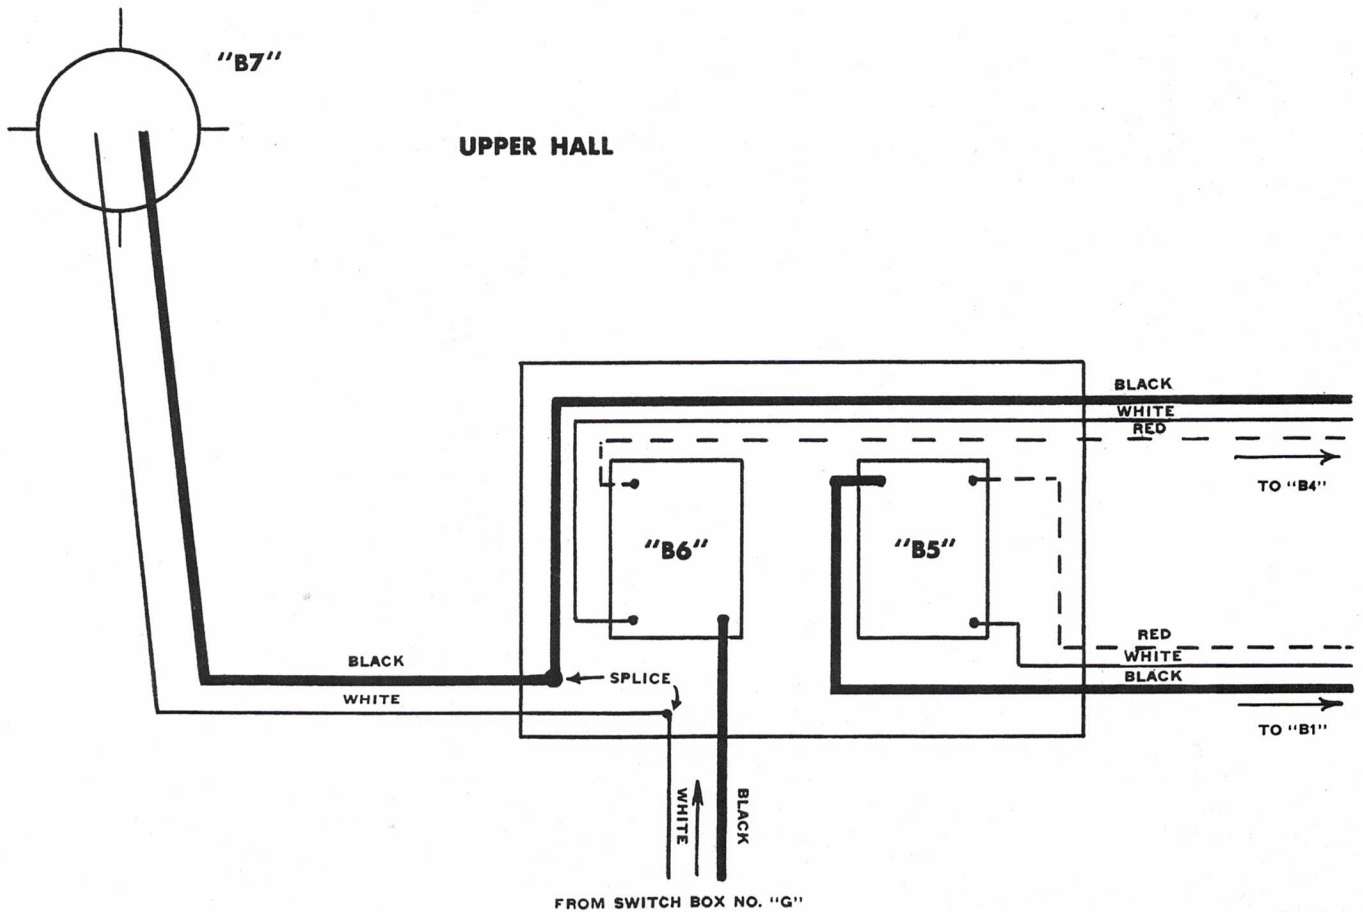 "B7"
UPPER HALL
BLACK
WHITE
RED
TO "B4"
"B6"
"B5"
RED
WHITE
BLACK
TO "B1"
BLACK
SPLICE
WHITE
WHITE
BLACK
FROM SWITCH BOX NO. "G"